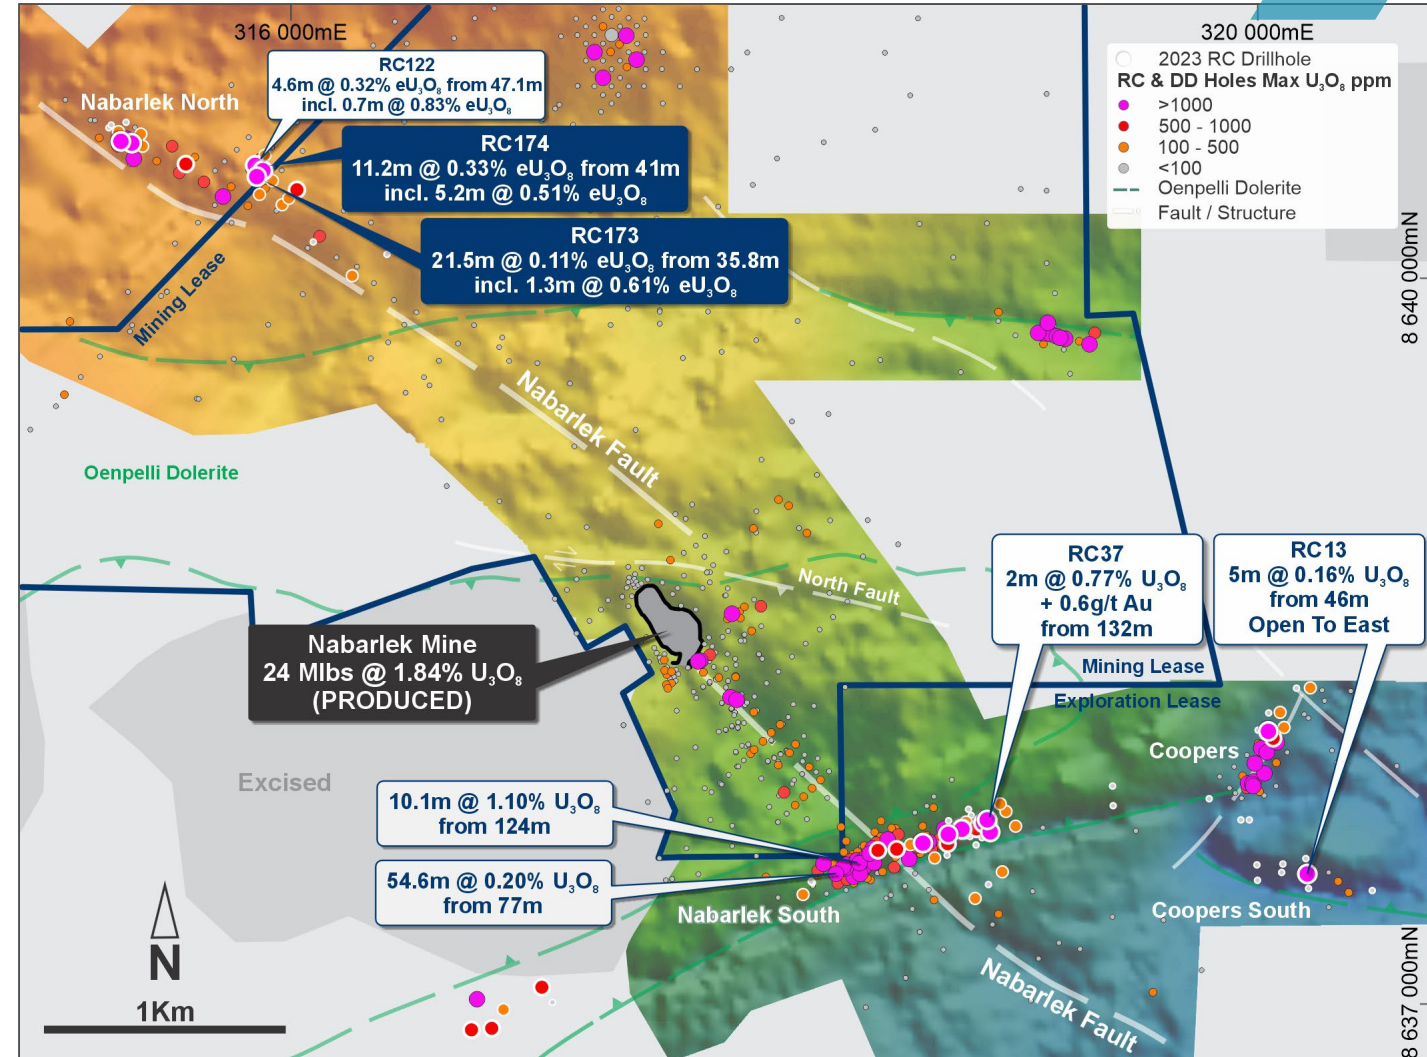 316 000mE
320 000mE
2023 RC Drillhole
RC & DD Holes Max U₃O₈ ppm
>1000
500 - 1000
100 - 500
<100
Oenpelli Dolerite
Fault / Structure
RC122
4.6m @ 0.32% eU₃O₈ from 47.1m
incl. 0.7m @ 0.83% eU₃O₈
Nabarlek North
RC174
11.2m @ 0.33% eU₃O₈ from 41m
incl. 5.2m @ 0.51% eU₃O₈
RC173
21.5m @ 0.11% eU₃O₈ from 35.8m
incl. 1.3m @ 0.61% eU₃O₈
Mining Lease
8 640 000mN
Nabarlek Fault
Oenpelli Dolerite
North Fault
RC37
2m @ 0.77% U₃O₈
+ 0.6g/t Au
from 132m
RC13
5m @ 0.16% U₃O₈
from 46m
Open To East
Nabarlek Mine
24 Mlbs @ 1.84% U₃O₈
(PRODUCED)
Mining Lease
Exploration Lease
Coopers
Excised
10.1m @ 1.10% U₃O₈
from 124m
54.6m @ 0.20% U₃O₈
from 77m
Nabarlek South
Coopers South
Nabarlek Fault
N
1Km
8 637 000mN